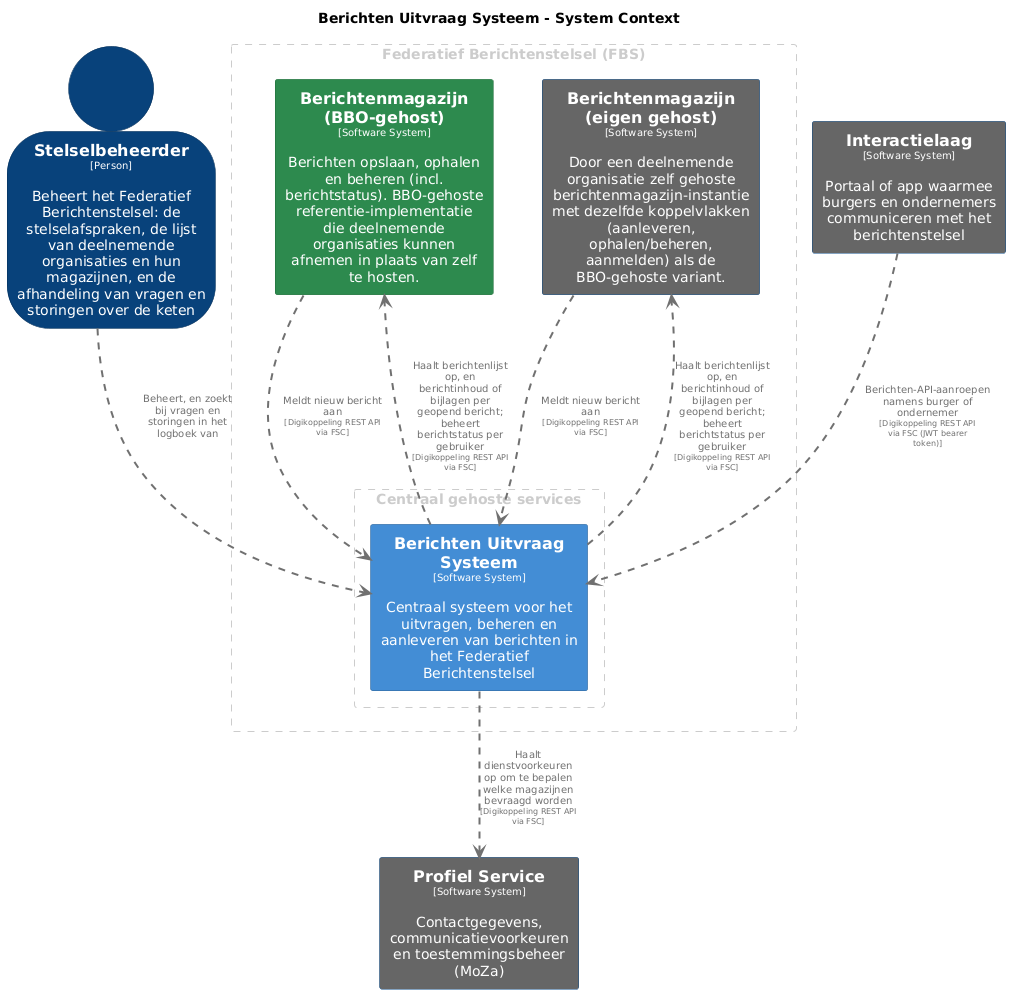 Berichten Uitvraag Systeem - System Context
Federatief Berichtenstelsel (FBS)
Stelselbeheerder
[Person]
Beheert het Federatief
Berichtenstelsel: de
stelselafspraken, de lijst
van deelnemende
organisaties en hun
magazijnen, en de
afhandeling van vragen en
storingen over de keten
Berichtenmagazijn
(BBO-gehost)
[Software System]
Berichten opslaan, ophalen
en beheren (incl.
berichtstatus). BBO-gehoste
referentie-implementatie
die deelnemende
organisaties kunnen
afnemen in plaats van zelf
te hosten.
Berichtenmagazijn
(eigen gehost)
[Software System]
Door een deelnemende
organisatie zelf gehoste
berichtenmagazijn-instantie
met dezelfde koppelvlakken
(aanleveren,
ophalen/beheren,
aanmelden) als de
BBO-gehoste variant.
Interactielaag
[Software System]
Portaal of app waarmee
burgers en ondernemers
communiceren met het
berichtenstelsel
Beheert, en zoekt
bij vragen en
storingen in het
logboek van
Meldt nieuw bericht
aan
[Digikoppeling REST API
via FSC]
Haalt berichtenlijst
op, en
berichtinhoud of
bijlagen per
geopend bericht;
beheert
berichtstatus per
gebruiker
[Digikoppeling REST API
via FSC]
Meldt nieuw bericht
aan
[Digikoppeling REST API
via FSC]
Haalt berichtenlijst
op, en
berichtinhoud of
bijlagen per
geopend bericht;
beheert
berichtstatus per
gebruiker
[Digikoppeling REST API
via FSC]
Berichten-API-aanroepen
namens burger of
ondernemer
[Digikoppeling REST API
via FSC (JWT bearer
token)]
Centraal gehoste services
Berichten Uitvraag
Systeem
[Software System]
Centraal systeem voor het
uitvragen, beheren en
aanleveren van berichten in
het Federatief
Berichtenstelsel
Haalt
dienstvoorkeuren
op om te bepalen
welke magazijnen
bevraagd worden
[Digikoppeling REST API
via FSC]
Profiel Service
[Software System]
Contactgegevens,
communicatievoorkeuren
en toestemmingsbeheer
(MoZa)